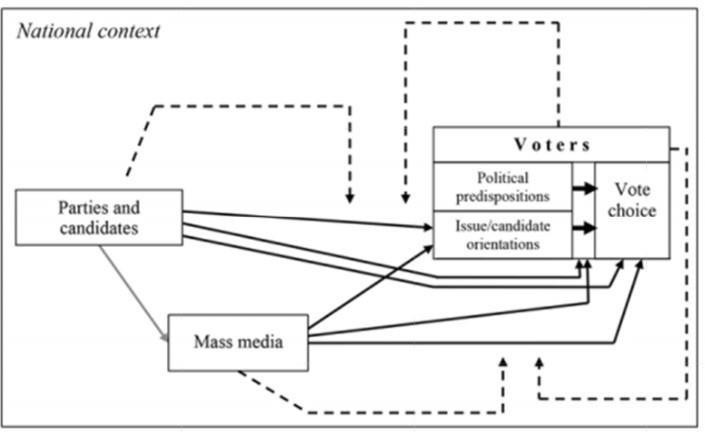 National context
Voters
Political
predispositions
Vote
choice
Issue/candidate
orientations
Parties and
candidates
Mass media